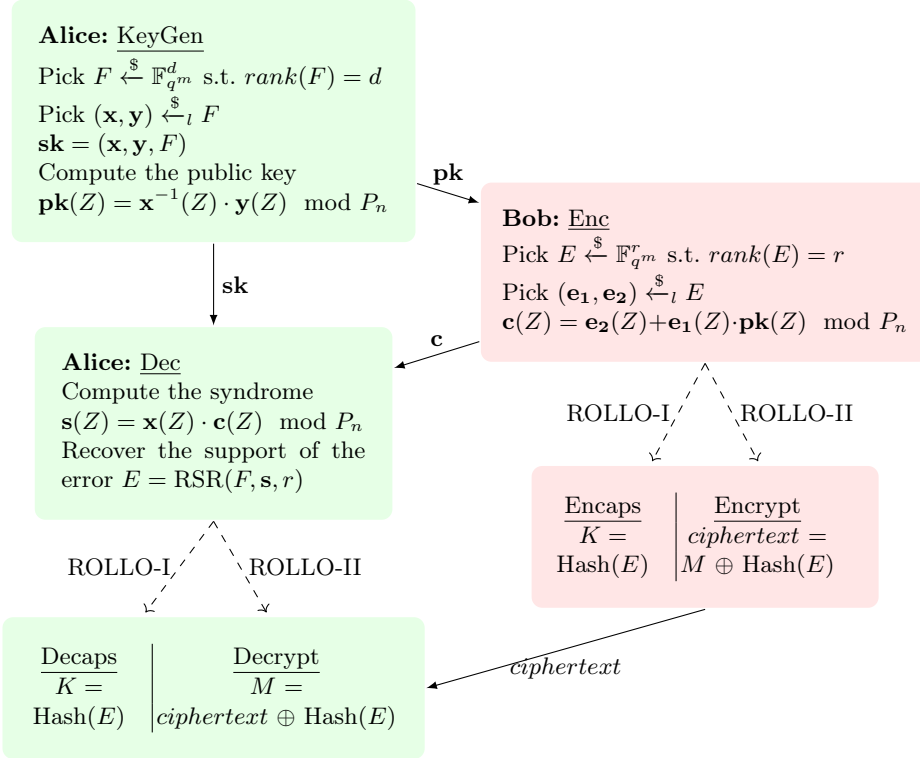 Alice: KeyGen
Pick F $← 𝔽_{q^m}^d s.t. rank(F) = d
Pick (x, y) $←_l F
sk = (x, y, F)
Compute the public key
pk(Z) = x^{-1}(Z) · y(Z) mod P_n
pk
Bob: Enc
Pick E $← 𝔽_{q^m}^r s.t. rank(E) = r
Pick (e_1, e_2) $←_l E
c(Z) = e_2(Z)+e_1(Z)·pk(Z) mod P_n
sk
c
Alice: Dec
Compute the syndrome
s(Z) = x(Z) · c(Z) mod P_n
Recover the support of the
error E = RSR(F, s, r)
ROLLO-I
ROLLO-II
Encaps
K =
Hash(E)
Encrypt
ciphertext =
M ⊕ Hash(E)
ROLLO-I
ROLLO-II
ciphertext
Decaps
K =
Hash(E)
Decrypt
M =
ciphertext ⊕ Hash(E)